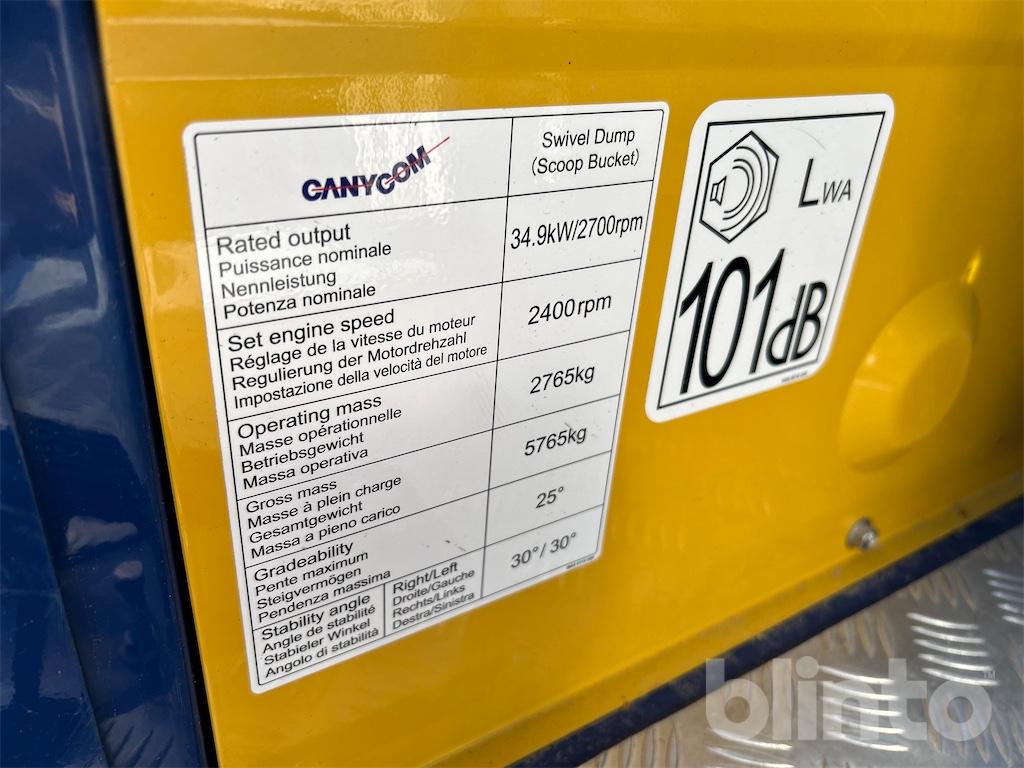 CANYCOM
Swivel Dump
(Scoop Bucket)
Rated output
Puissance nominale
Nennleistung
Potenza nominale
34.9kW/2700rpm
Set engine speed
Réglage de la vitesse du moteur
Regulierung der Motordrehzahl
Impostazione della velocità del motore
2400rpm
Operating mass
Masse opérationnelle
Betriebsgewicht
Massa operativa
2765kg
Gross mass
Masse à plein charge
Gesamtgewicht
Massa a pieno carico
5765kg
Gradeability
Pente maximum
Steigvermögen
Pendenza massima
25°
Stability angle
Angle de stabilité
Stabieler Winkel
Angolo di stabilità
Right/Left
Droite/Gauche
Rechts/Links
Destra/Sinistra
30°/30°
LWA
101dB
blinto™